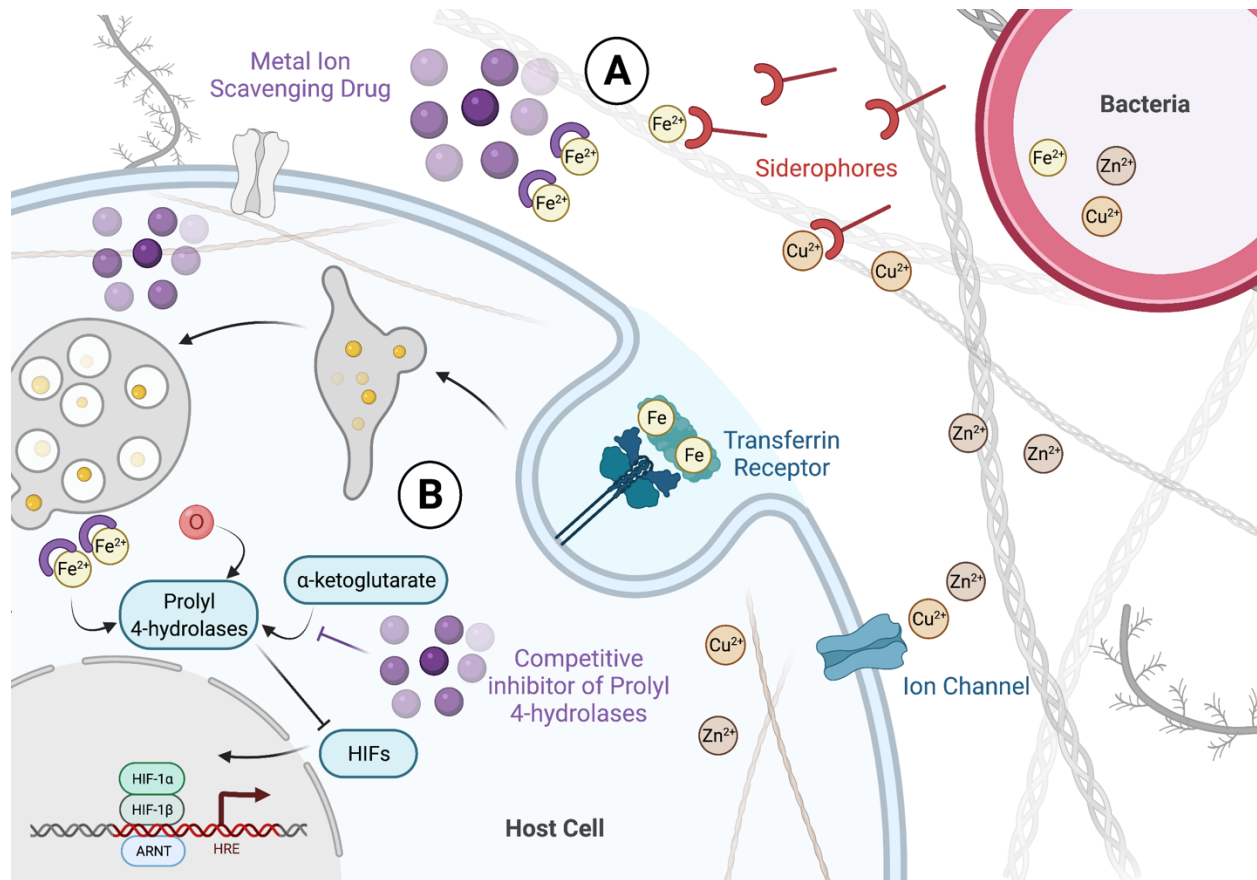 Metal Ion
Scavenging Drug
A
Fe²⁺
Fe²⁺
Fe²⁺
Siderophores
Bacteria
Fe²⁺
Zn²⁺
Cu²⁺
Cu²⁺
Cu²⁺
Fe
Fe
Transferrin
Receptor
Zn²⁺
Zn²⁺
B
O
Fe²⁺
Fe²⁺
α-ketoglutarate
Prolyl
4-hydrolases
Competitive
inhibitor of Prolyl
4-hydrolases
HIFs
Zn²⁺
Cu²⁺
Cu²⁺
Ion Channel
Zn²⁺
HIF-1α
HIF-1β
ARNT
HRE
Host Cell